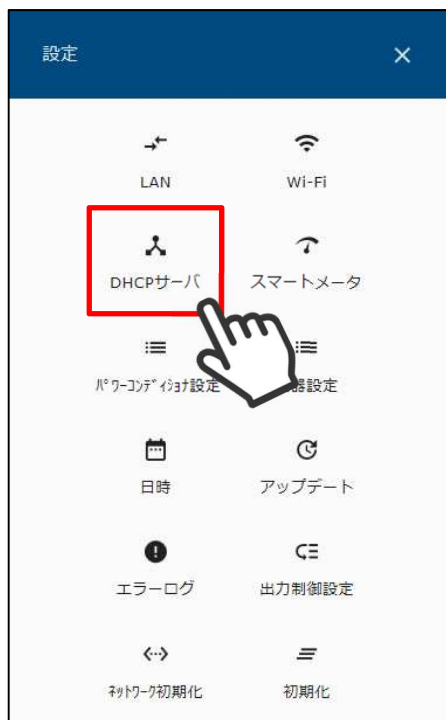 設定
LAN
Wi-Fi
DHCPサーバ
スマートメータ
ﾊﾟﾜｰｺﾝﾃﾞｨｼｮﾅ設定
器設定
日時
アップデート
エラーログ
出力制御設定
ﾈｯﾄﾜｰｸ初期化
初期化